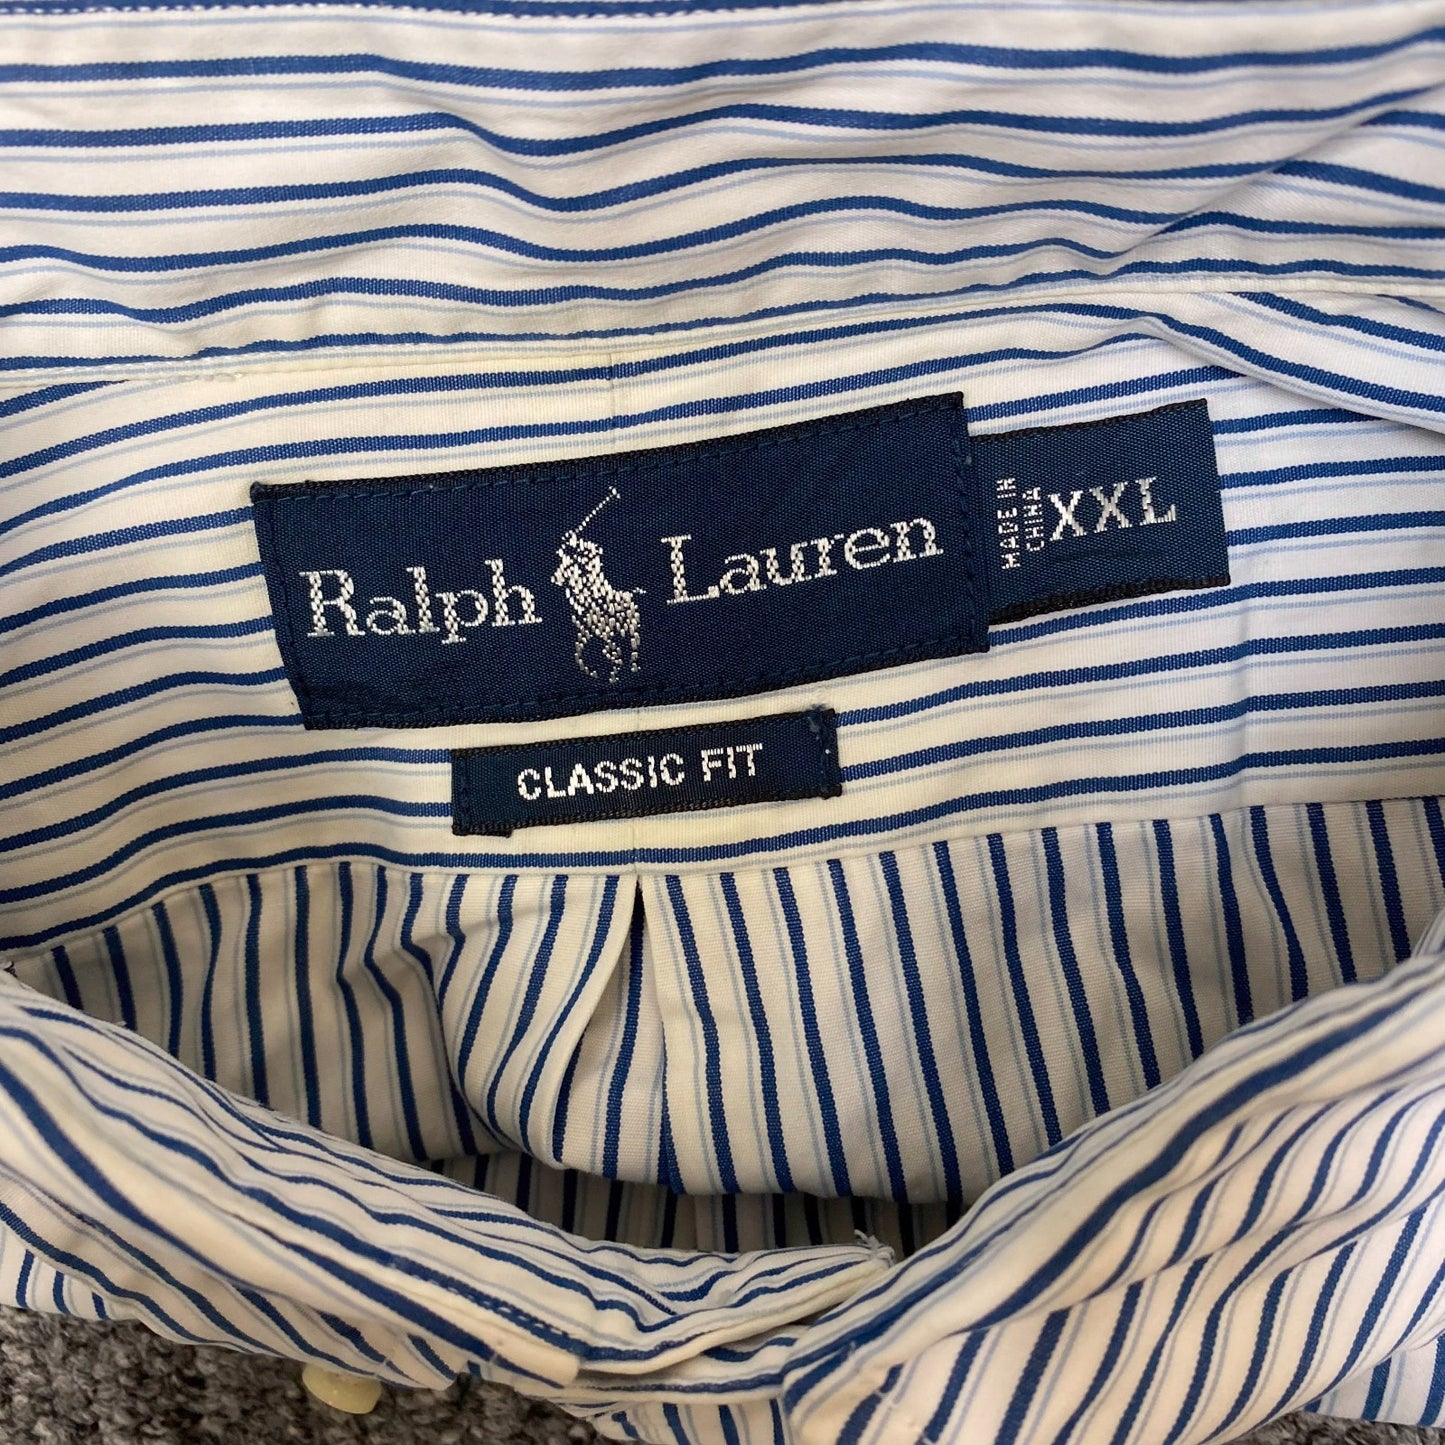 Ralph Lauren
MADE IN
CHINA
XXL
CLASSIC FIT